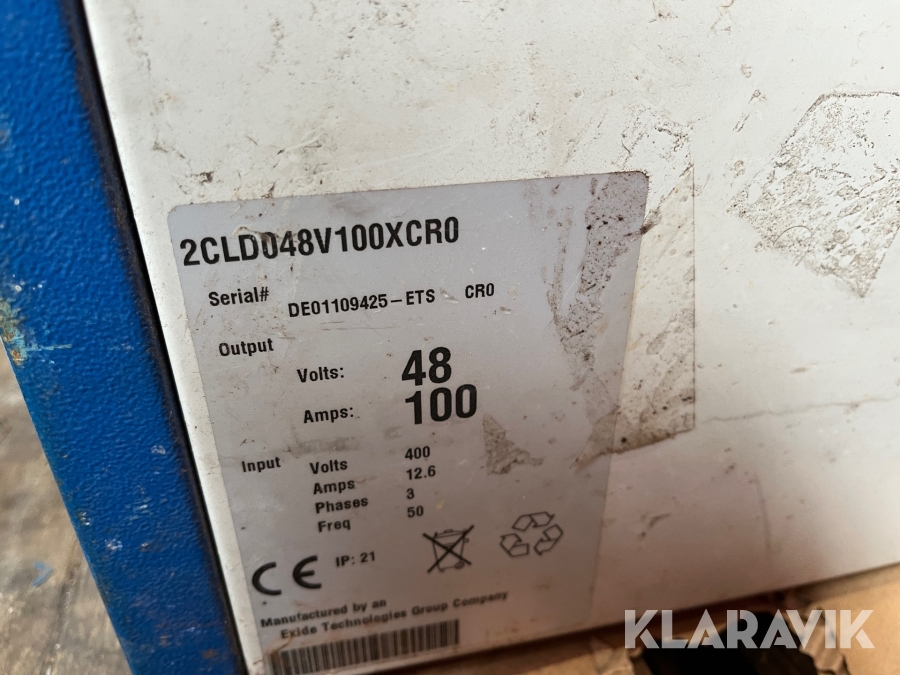 2CLD048V100XCR0
Serial# DE01109425-ETS CR0
Output
Volts: 48
Amps: 100
Input Volts 400
Amps 12.6
Phases 3
Freq 50
CE IP: 21
Manufactured by an
Exide Technologies Group Company
KLARAVIK